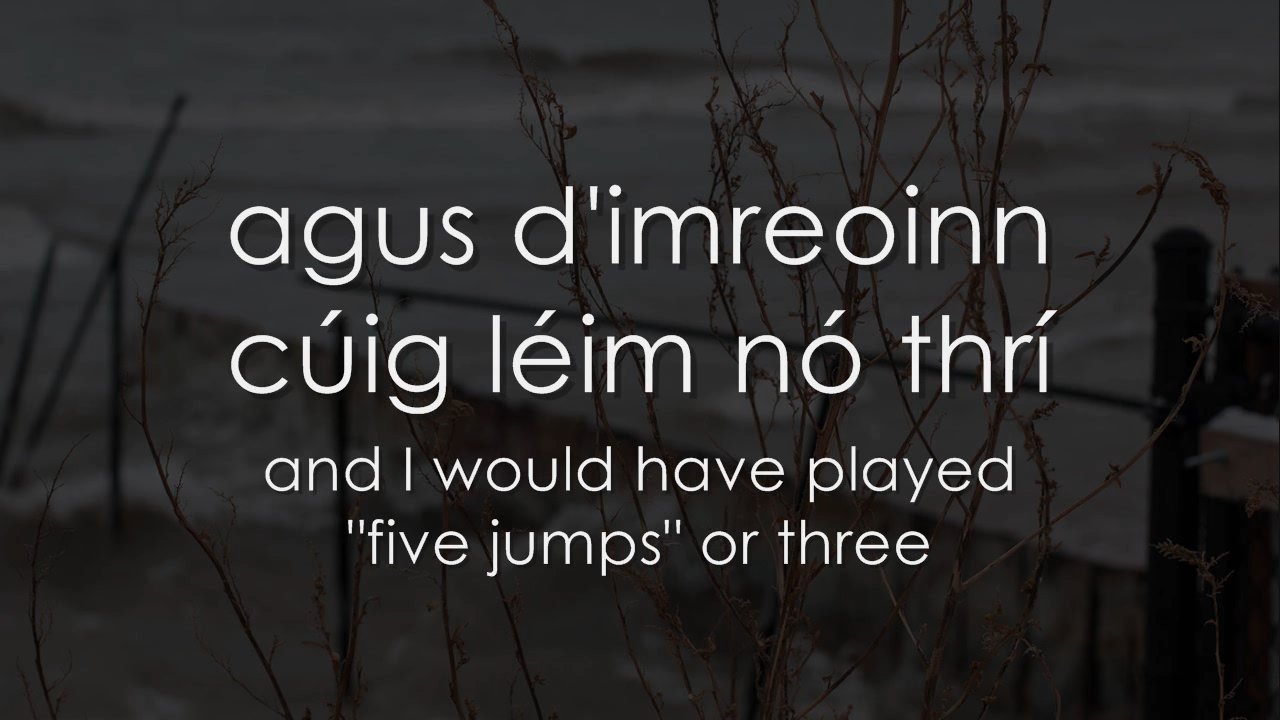 agus d'imreoinn
cúig léim nó thrí
and I would have played
"five jumps" or three